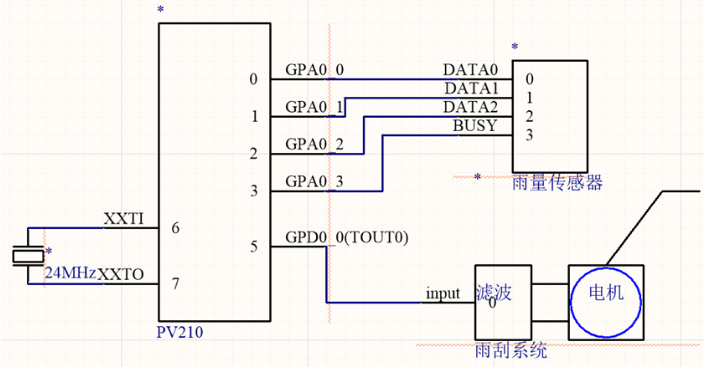 *
0
GPA0_0
DATA0
*
0
1
GPA0_1
DATA1
1
2
GPA0_2
DATA2
2
3
GPA0_3
BUSY
3
* 雨量传感器
XXTI
6
5
GPD0_0(TOUT0)
*
24MHz
XXTO
7
input
滤波
0
电机
PV210
雨刮系统